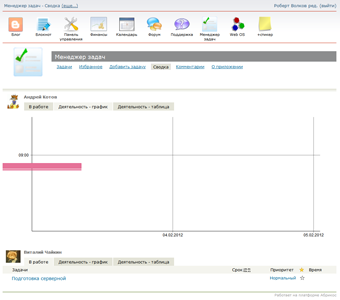 Менеджер задач - Сводка [еще...]
Роберт Волков ред. (выйти)
Блог
Блокнот
Панель управления
Финансы
Календарь
Форум
Поддержка
Менеджер задач
Web OS
кликер
Менеджер задач
Задачи Избранное Добавить задачу Сводка Комментарии О приложении
Андрей Котов
В работе Деятельность - график Деятельность - таблица
09:00
04.02.2012 05.02.2012
Виталий Чайкин
В работе Деятельность - график Деятельность - таблица
Задачи Срок Приоритет Время
Подготовка серверной Нормальный
Работает на платформе